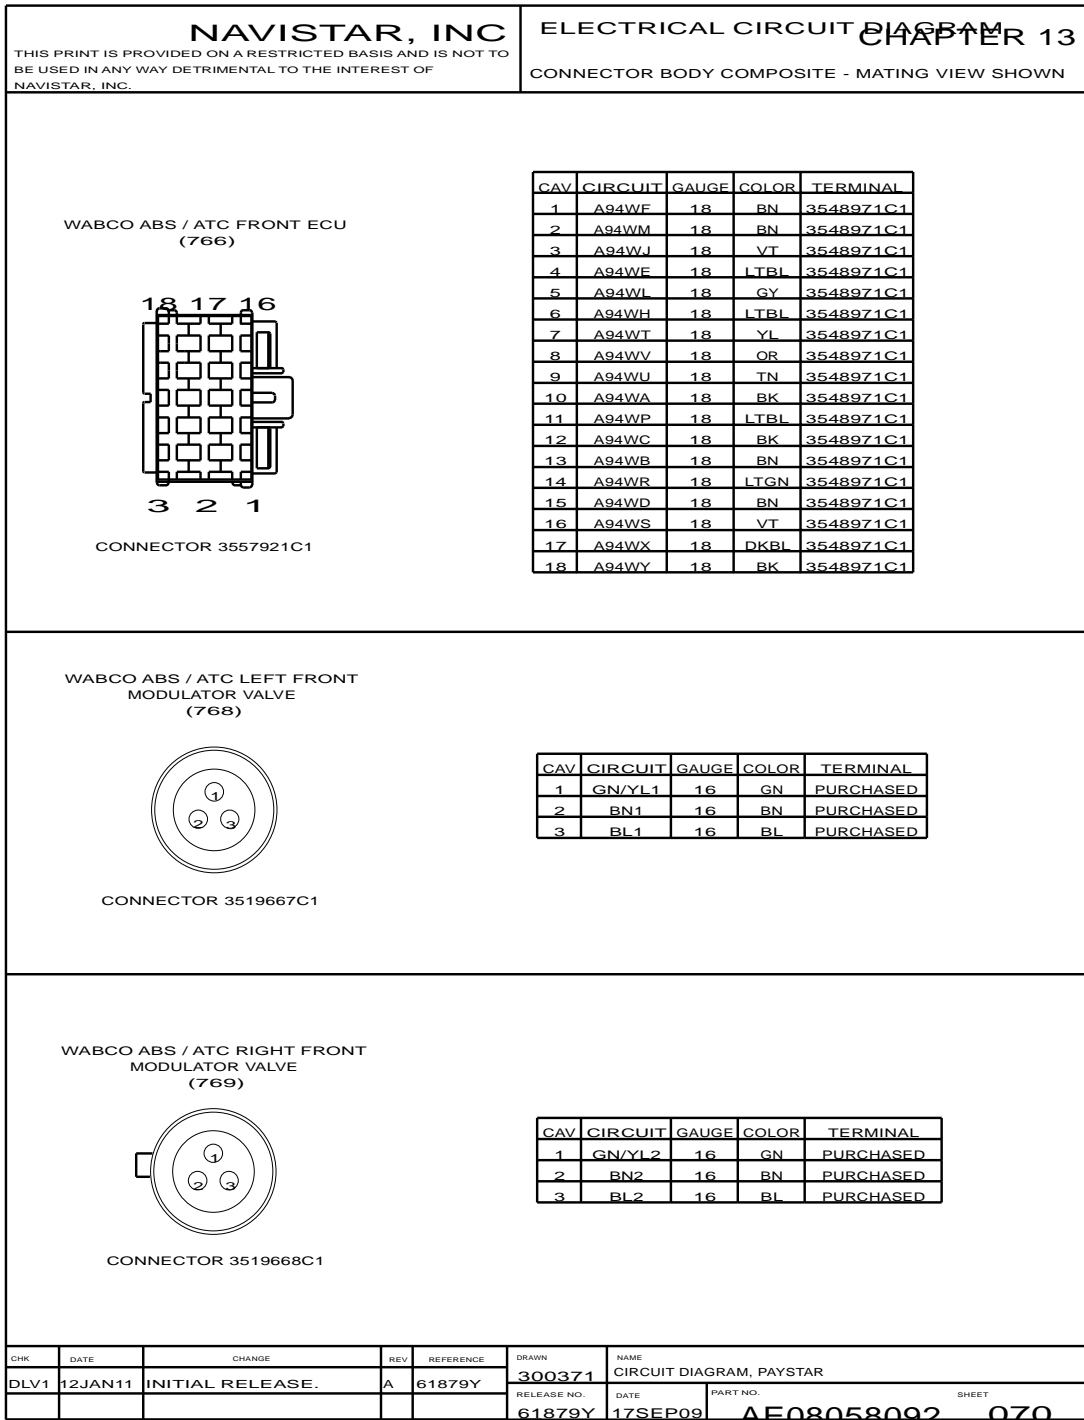 NAVISTAR, INC
THIS PRINT IS PROVIDED ON A RESTRICTED BASIS AND IS NOT TO
BE USED IN ANY WAY DETRIMENTAL TO THE INTEREST OF
NAVISTAR, INC.
ELECTRICAL CIRCUIT DIAGRAM
CHAPTER 13
CONNECTOR BODY COMPOSITE - MATING VIEW SHOWN
WABCO ABS / ATC FRONT ECU
(766)
18 17 16
3 2 1
CONNECTOR 3557921C1
CAV CIRCUIT GAUGE COLOR TERMINAL
1 A94WF 18 BN 3548971C1
2 A94WM 18 BN 3548971C1
3 A94WJ 18 VT 3548971C1
4 A94WE 18 LTBL 3548971C1
5 A94WL 18 GY 3548971C1
6 A94WH 18 LTBL 3548971C1
7 A94WT 18 YL 3548971C1
8 A94WV 18 OR 3548971C1
9 A94WU 18 TN 3548971C1
10 A94WA 18 BK 3548971C1
11 A94WP 18 LTBL 3548971C1
12 A94WC 18 BK 3548971C1
13 A94WB 18 BN 3548971C1
14 A94WR 18 LTGN 3548971C1
15 A94WD 18 BN 3548971C1
16 A94WS 18 VT 3548971C1
17 A94WX 18 DKBL 3548971C1
18 A94WY 18 BK 3548971C1
WABCO ABS / ATC LEFT FRONT
MODULATOR VALVE
(768)
1
2 3
CONNECTOR 3519667C1
CAV CIRCUIT GAUGE COLOR TERMINAL
1 GN/YL1 16 GN PURCHASED
2 BN1 16 BN PURCHASED
3 BL1 16 BL PURCHASED
WABCO ABS / ATC RIGHT FRONT
MODULATOR VALVE
(769)
1
2 3
CONNECTOR 3519668C1
CAV CIRCUIT GAUGE COLOR TERMINAL
1 GN/YL2 16 GN PURCHASED
2 BN2 16 BN PURCHASED
3 BL2 16 BL PURCHASED
CHK DATE CHANGE REV REFERENCE
DLV1 12JAN11 INITIAL RELEASE. A 61879Y
DRAWN
300371
NAME
CIRCUIT DIAGRAM, PAYSTAR
RELEASE NO.
61879Y
DATE
17SEP09
PART NO.
AE08058092
SHEET
070